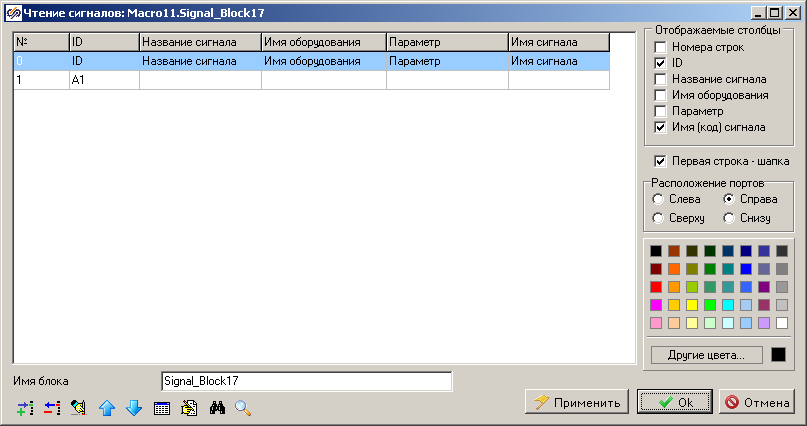 Чтение сигналов: Macro11.Signal_Block17
№ ID Название сигнала Имя оборудования Параметр Имя сигнала
0 ID Название сигнала Имя оборудования Параметр Имя сигнала
1 A1
Отображаемые столбцы
Номера строк
ID
Название сигнала
Имя оборудования
Параметр
Имя (код) сигнала
Первая строка - шапка
Расположение портов
Слева Справа
Сверху Снизу
Другие цвета...
Имя блока Signal_Block17
Применить Ok Отмена